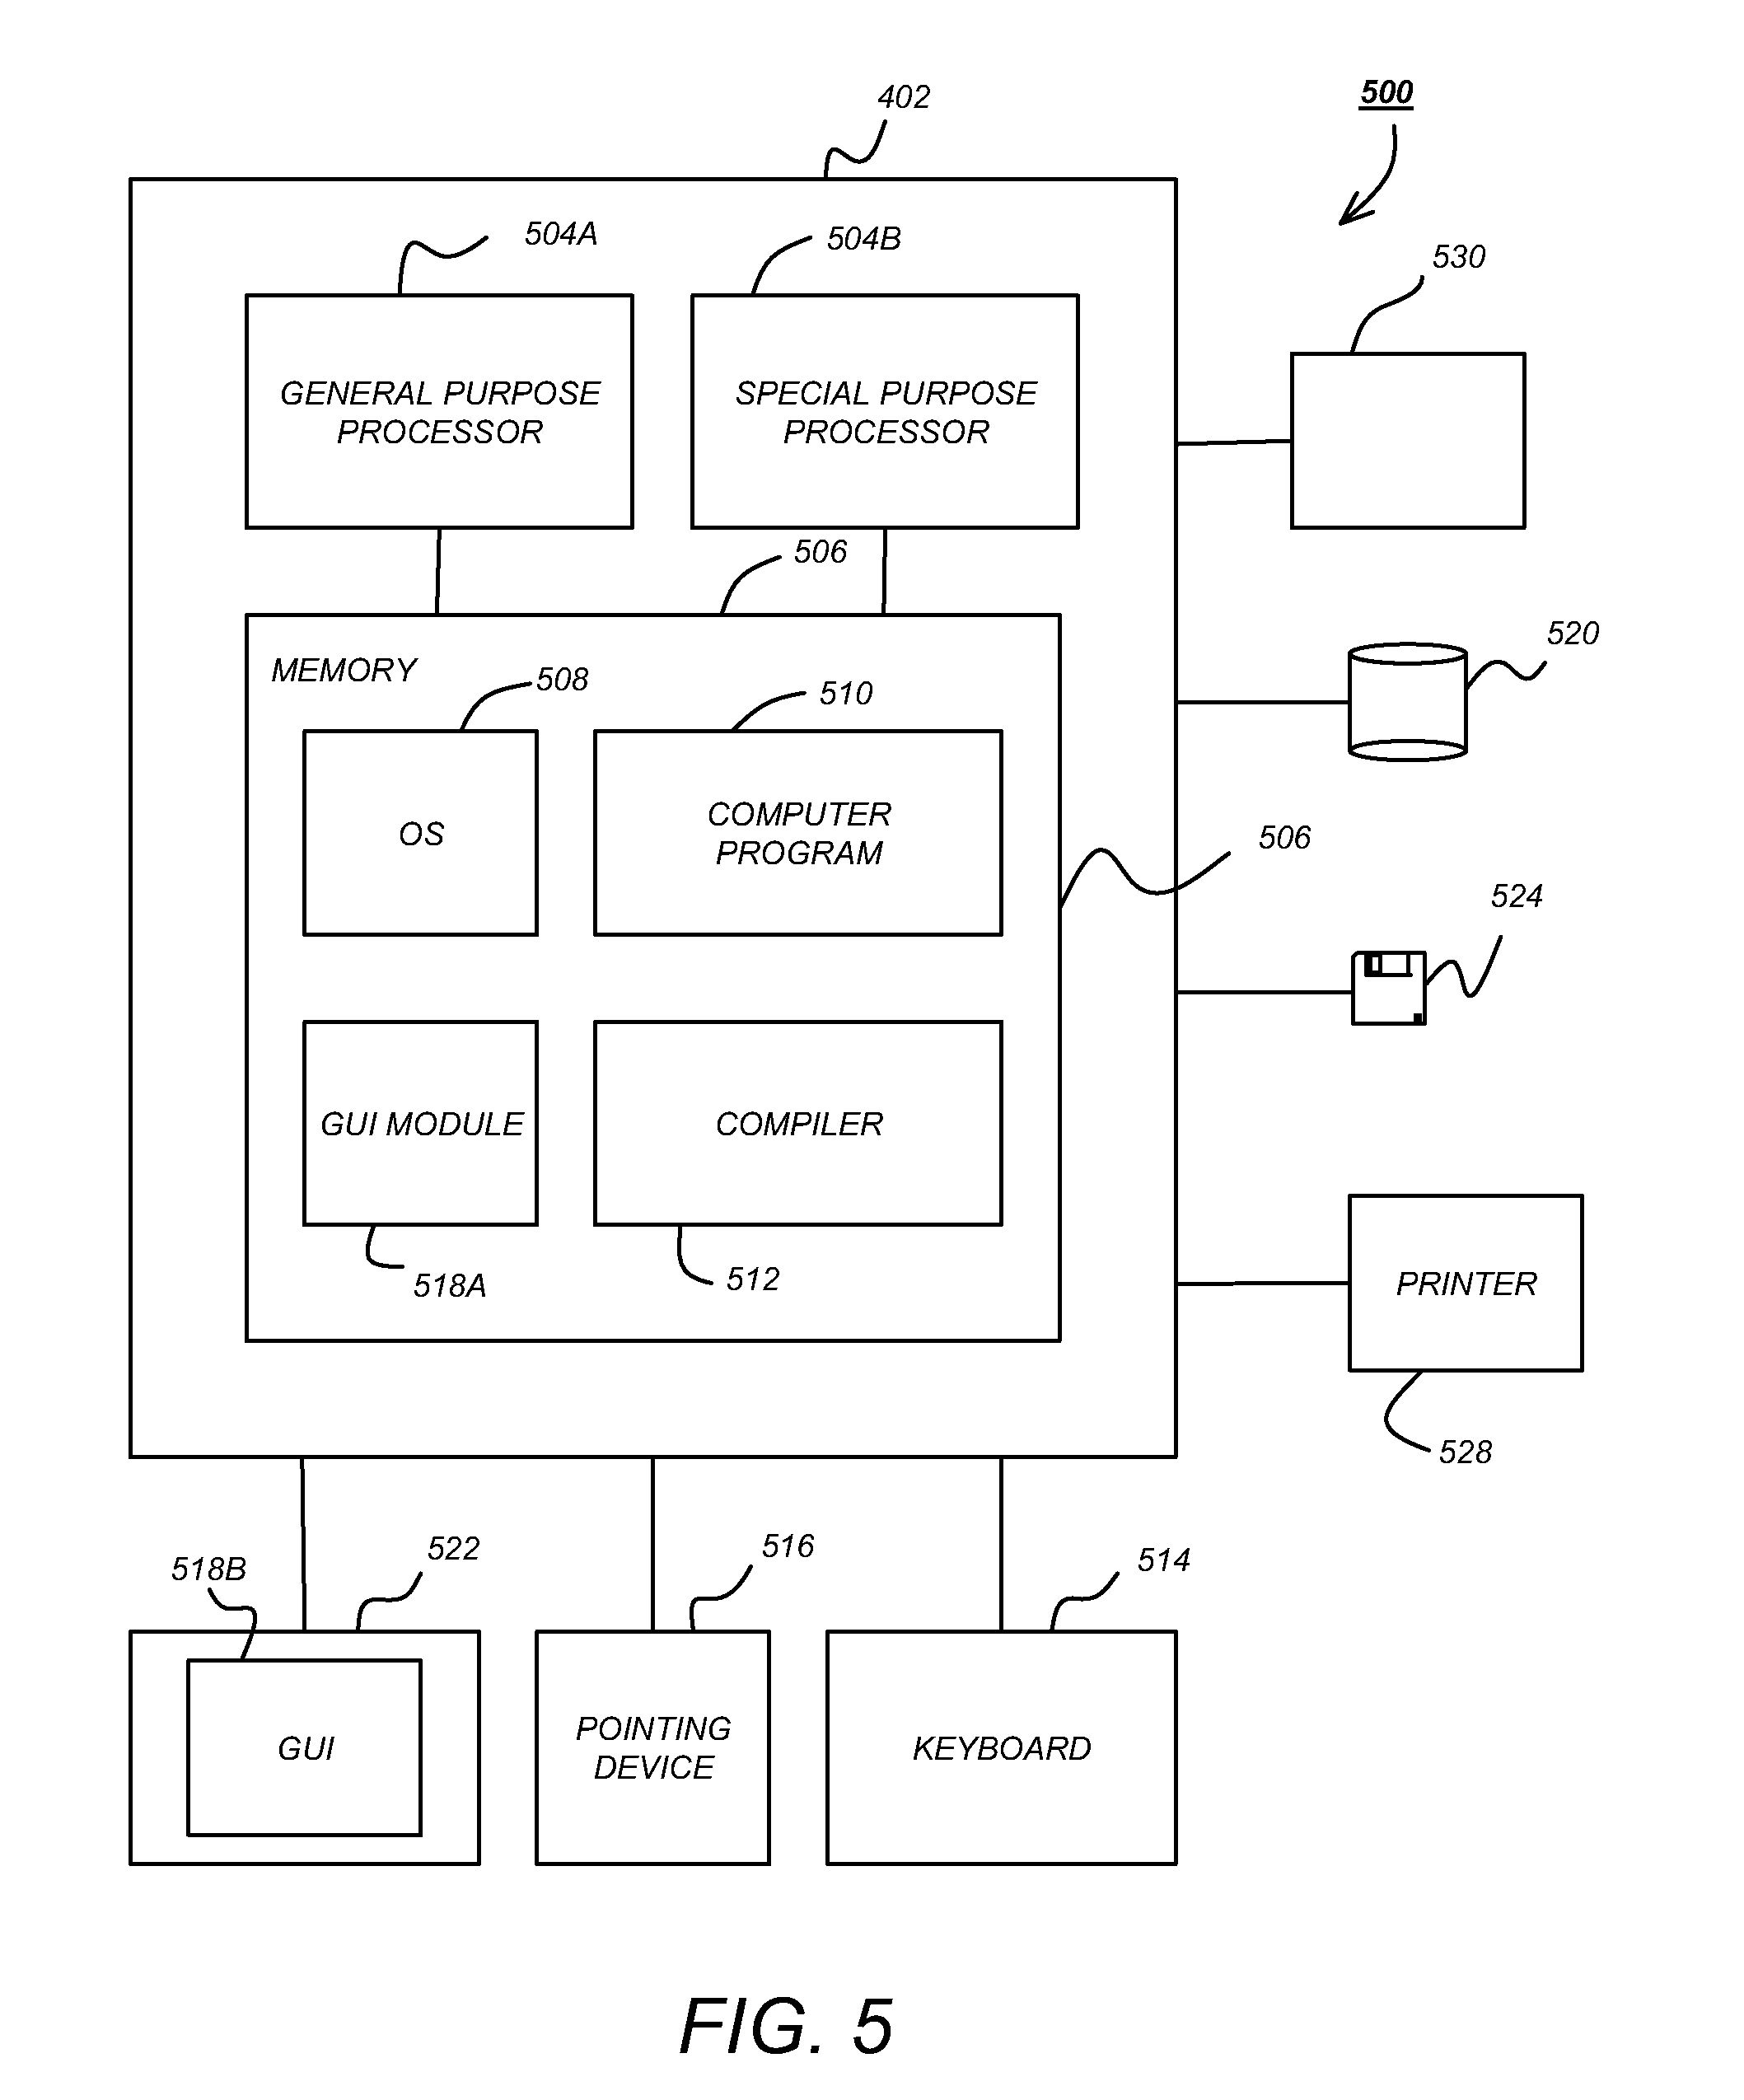 402
500
504A
504B
530
GENERAL PURPOSE
PROCESSOR
SPECIAL PURPOSE
PROCESSOR
506
MEMORY
508
510
520
OS
COMPUTER
PROGRAM
506
524
GUI MODULE
COMPILER
518A
512
PRINTER
528
518B
522
516
514
GUI
POINTING
DEVICE
KEYBOARD
FIG. 5